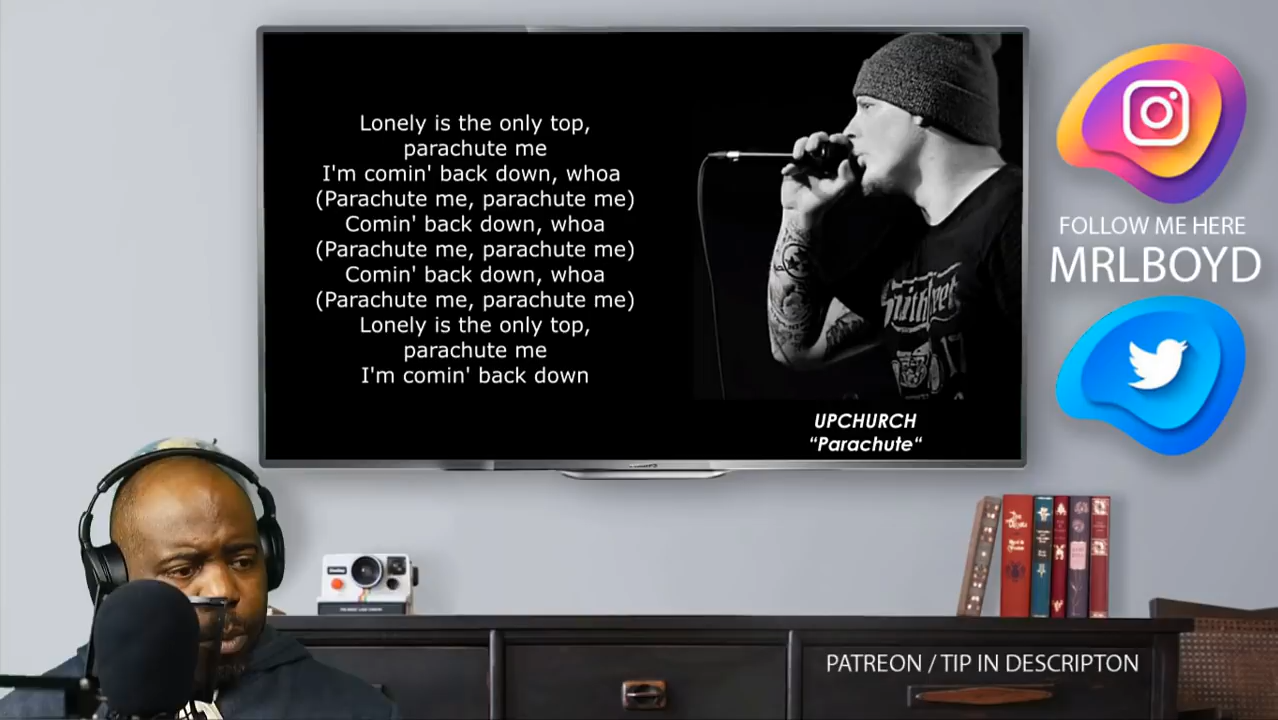 Lonely is the only top,
parachute me
I'm comin' back down, whoa
(Parachute me, parachute me)
Comin' back down, whoa
(Parachute me, parachute me)
Comin' back down, whoa
(Parachute me, parachute me)
Lonely is the only top,
parachute me
I'm comin' back down
UPCHURCH
“Parachute“
FOLLOW ME HERE
MRLBOYD
PATREON / TIP IN DESCRIPTON